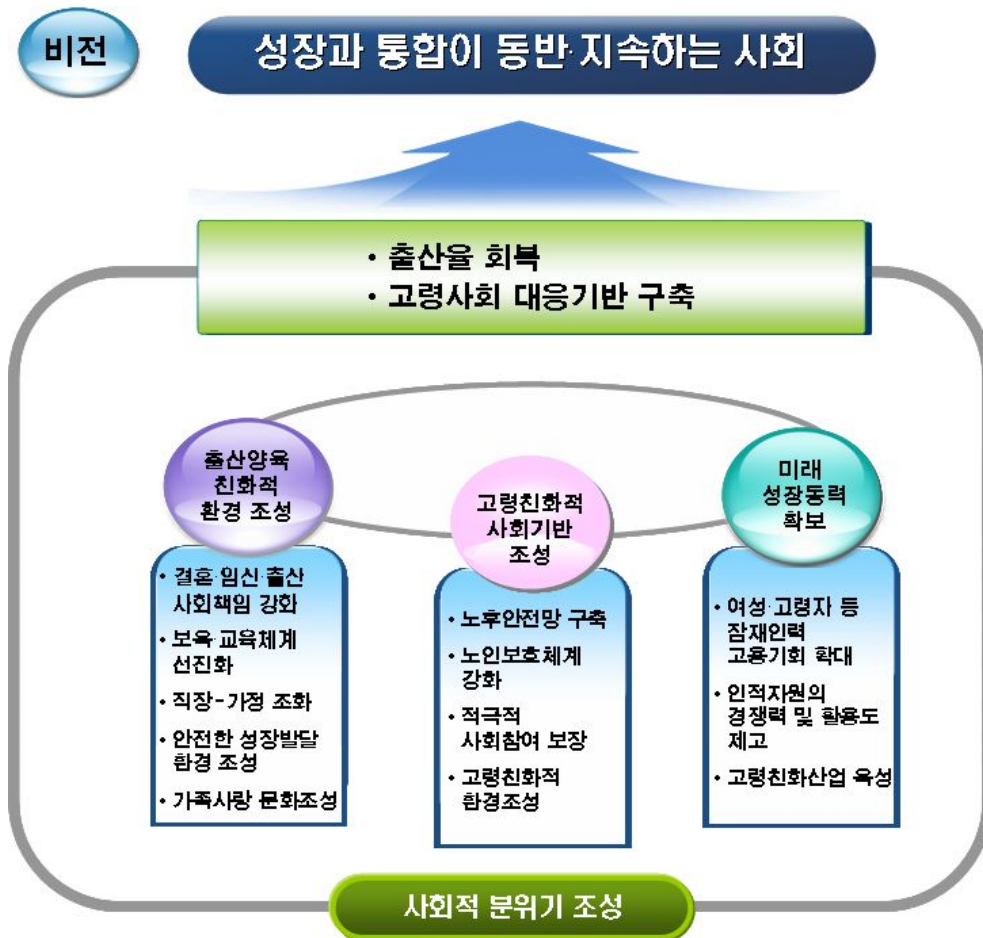 비전
성장과 통합이 동반·지속하는 사회
· 출산율 회복
· 고령사회 대응기반 구축
출산양육
친화적
환경 조성
· 결혼·임신·출산
사회책임 강화
· 보육·교육체계
선진화
· 직장-가정 조화
· 안전한 성장발달
환경 조성
· 가족사랑 문화조성
고령친화적
사회기반
조성
· 노후안전망 구축
· 노인보호체계
강화
· 적극적
사회참여 보장
· 고령친화적
환경조성
미래
성장동력
확보
· 여성·고령자 등
잠재인력
고용기회 확대
· 인적자원의
경쟁력 및 활용도
제고
· 고령친화산업 육성
사회적 분위기 조성